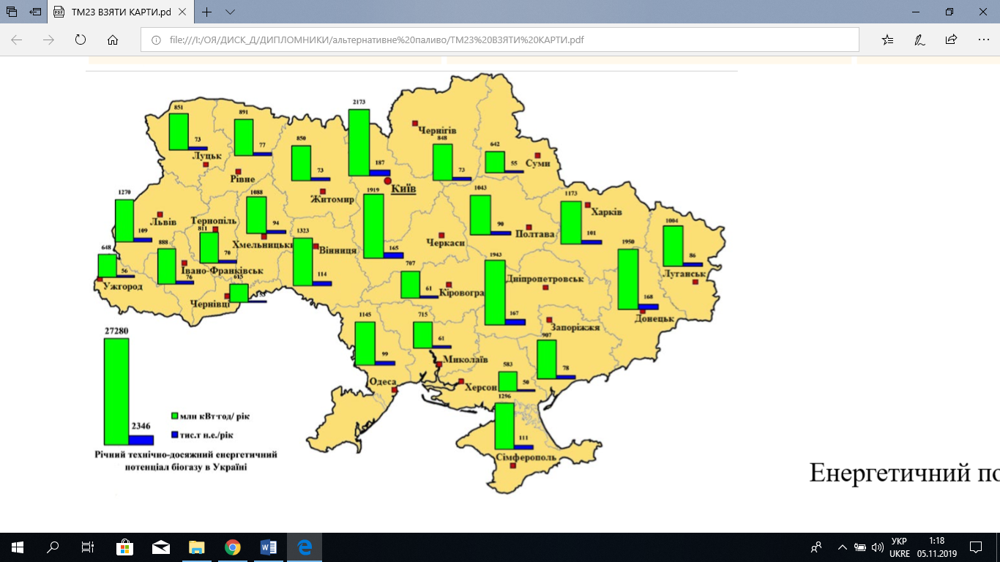 ТМ23 ВЗЯТИ КАРТИ.pd
file:///I:/ОЯ/ДИСК_Д/ДИПЛОМНИКИ/альтернативне%20паливо/ТМ23%20ВЗЯТИ%20КАРТИ.pdf
851
73
Луцьк
891
77
Рівне
850
73
Житомир
2173
187
Київ
Чернігів
848
73
642
55
Суми
1270
109
Львів
Тернопіль
811
70
1088
94
Хмельницьки
1919
165
Черкаси
1043
90
Полтава
1173
101
Харків
1004
86
Луганськ
648
56
Ужгород
888
76
Івано-Франківськ
615
53
Чернівці
1323
114
Вінниця
707
61
Кіровогра
1943
167
Дніпропетровськ
1950
168
Донецьк
1145
99
Одеса
715
61
Миколаїв
583
50
Херсон
907
78
Запоріжжя
1296
111
Сімферополь
27280
2346
млн кВт·год/ рік
тис.т н.е./рік
Річний технічно-досяжний енергетичний
потенціал біогазу в Україні
Енергетичний по
УКР
UKRE
1:18
05.11.2019